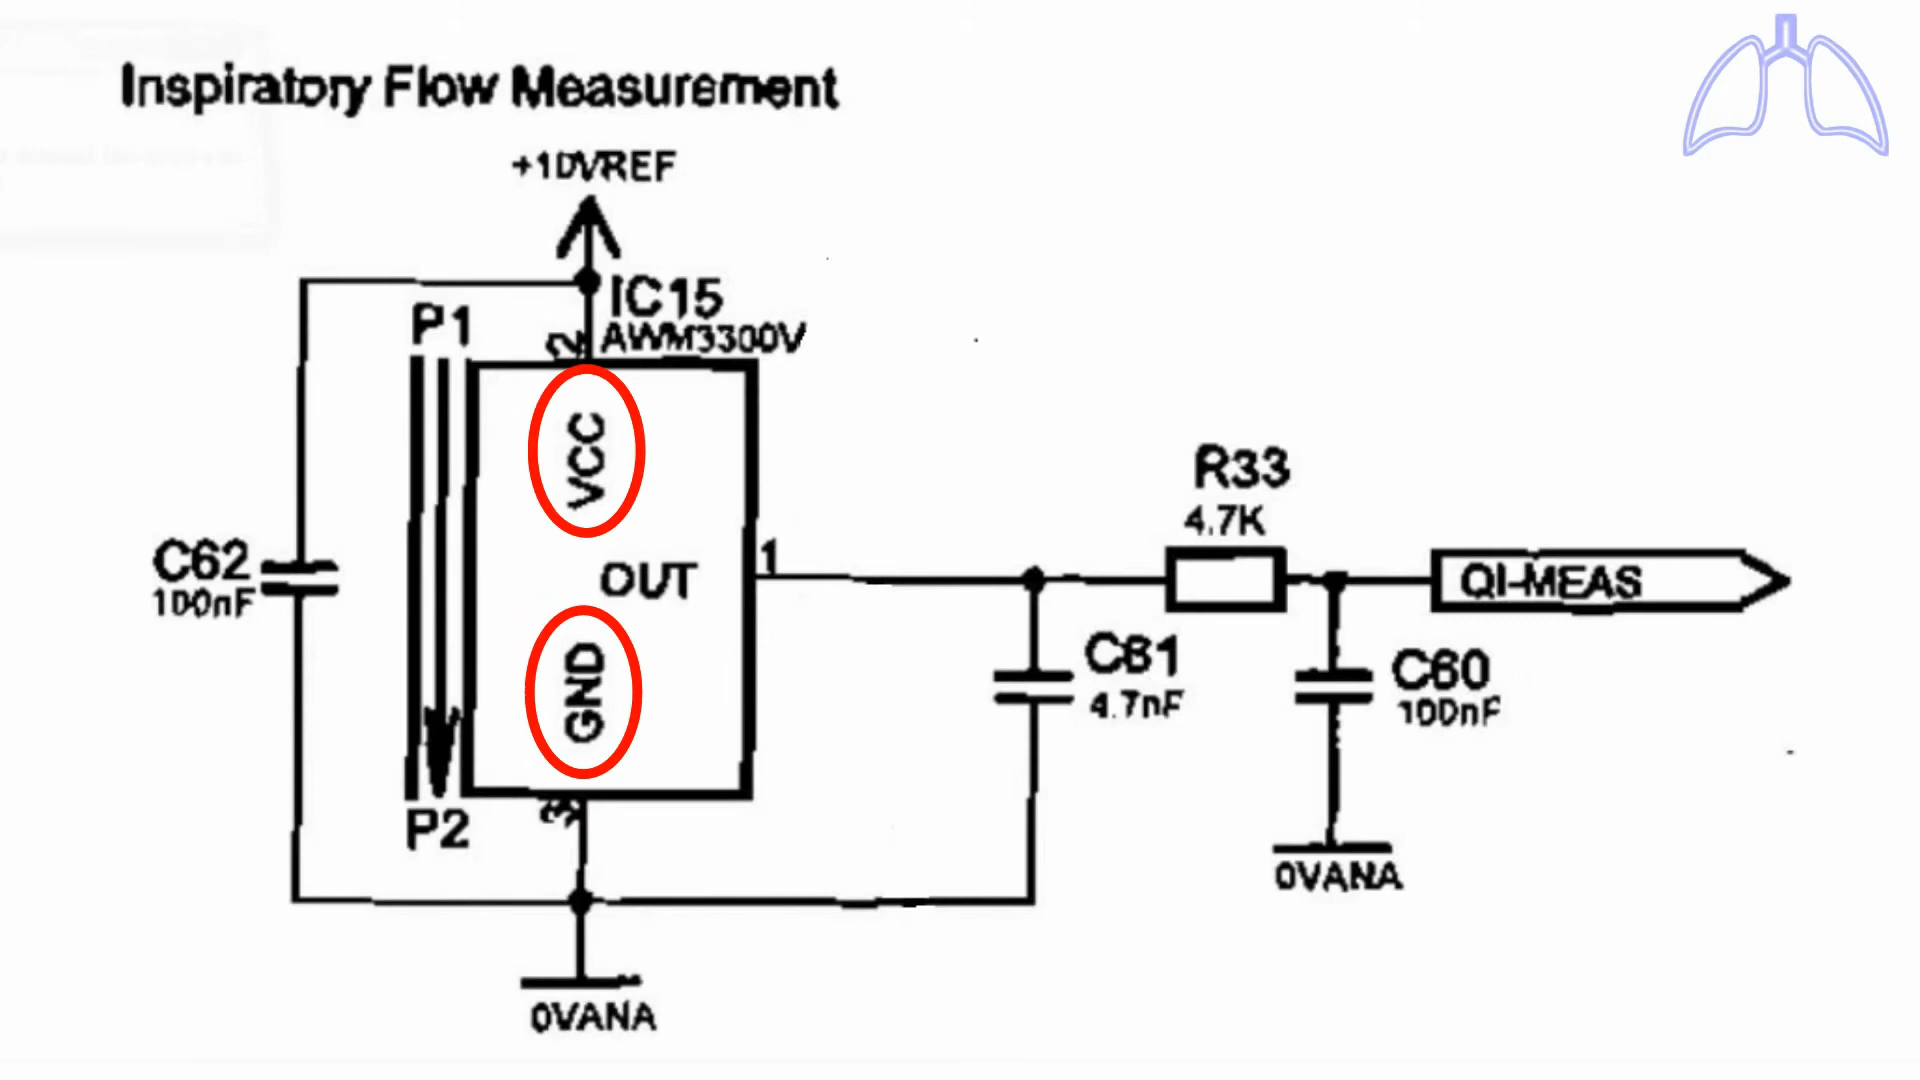 Inspiratory Flow Measurement
+10VREF
IC15
AWM3300V
P1
2
VCC
OUT
1
GND
3
P2
C62
100nF
R33
4.7K
QI-MEAS
C61
4.7nF
C60
100nF
0VANA
0VANA